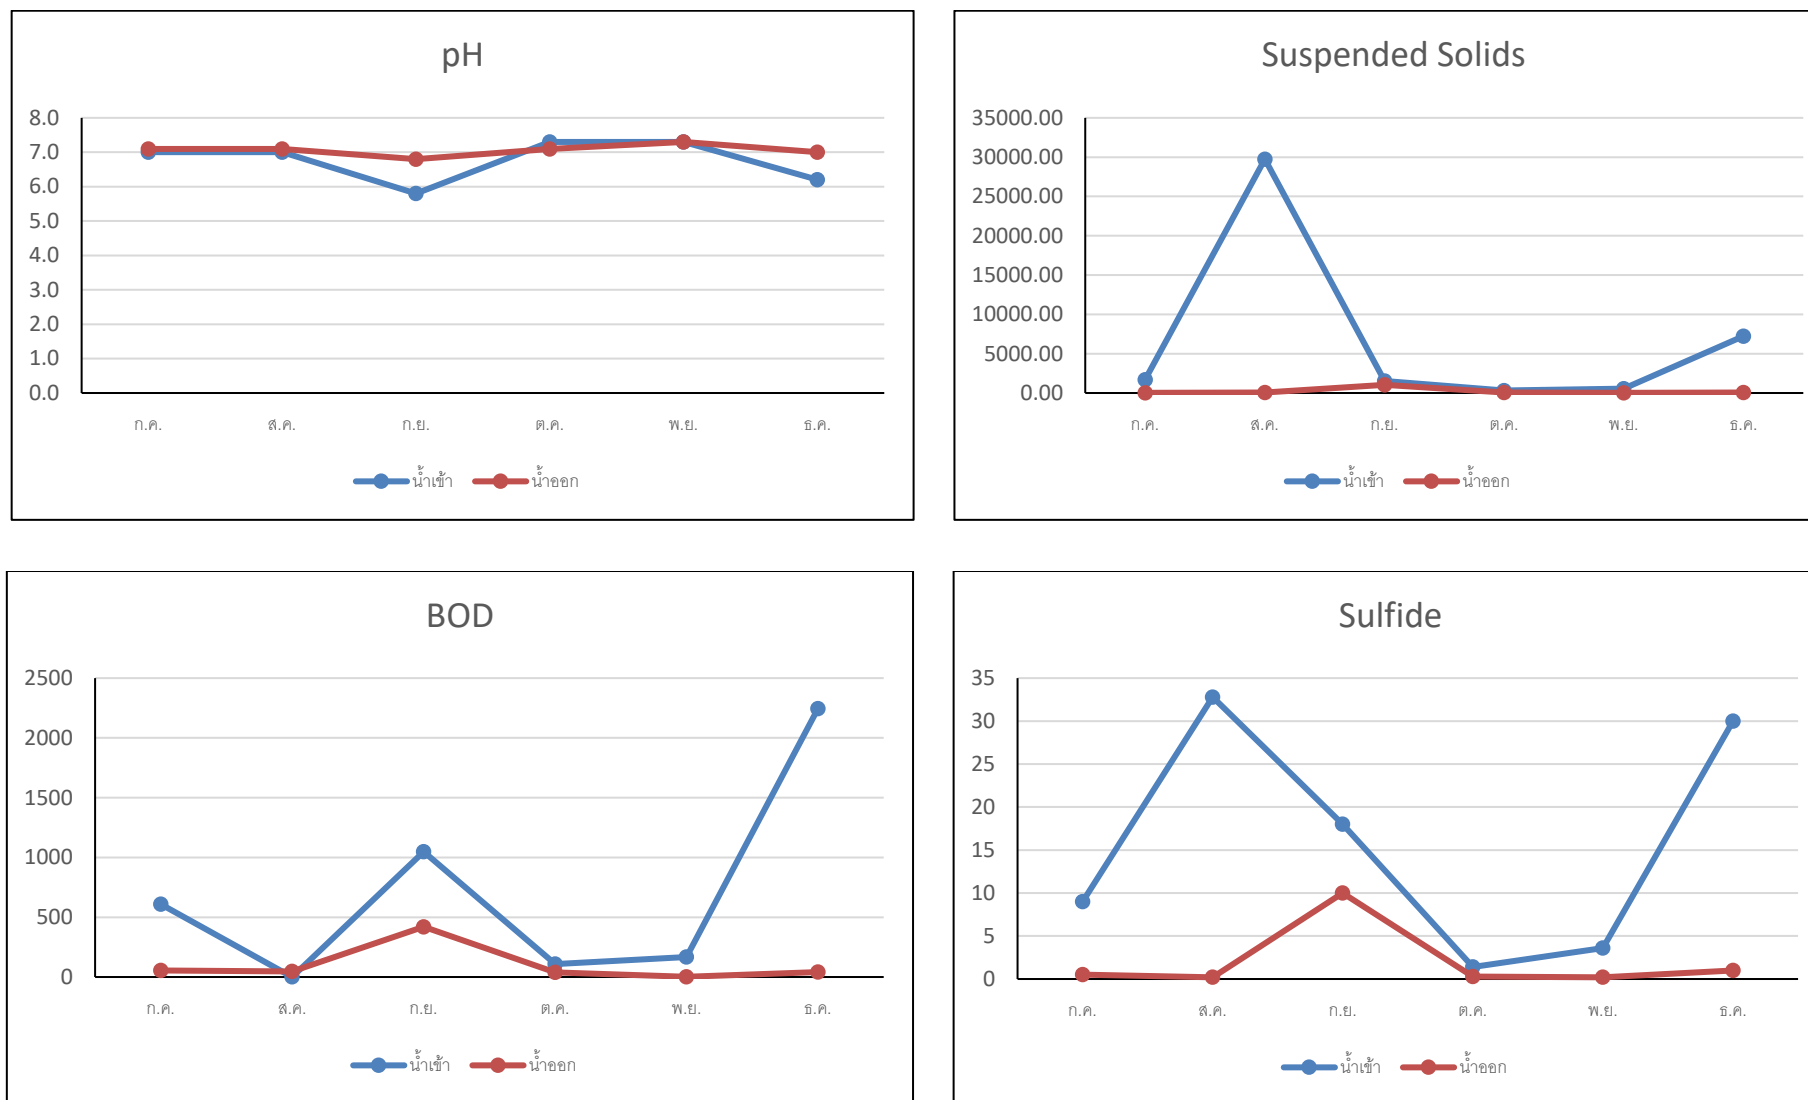 pH
8.0
7.0
6.0
5.0
4.0
3.0
2.0
1.0
0.0
ก.ค. ส.ค. ก.ย. ต.ค. พ.ย. ธ.ค.
น้ำเข้า น้ำออก
Suspended Solids
35000.00
30000.00
25000.00
20000.00
15000.00
10000.00
5000.00
0.00
ก.ค. ส.ค. ก.ย. ต.ค. พ.ย. ธ.ค.
น้ำเข้า น้ำออก
BOD
2500
2000
1500
1000
500
0
ก.ค. ส.ค. ก.ย. ต.ค. พ.ย. ธ.ค.
น้ำเข้า น้ำออก
Sulfide
35
30
25
20
15
10
5
0
ก.ค. ส.ค. ก.ย. ต.ค. พ.ย. ธ.ค.
น้ำเข้า น้ำออก